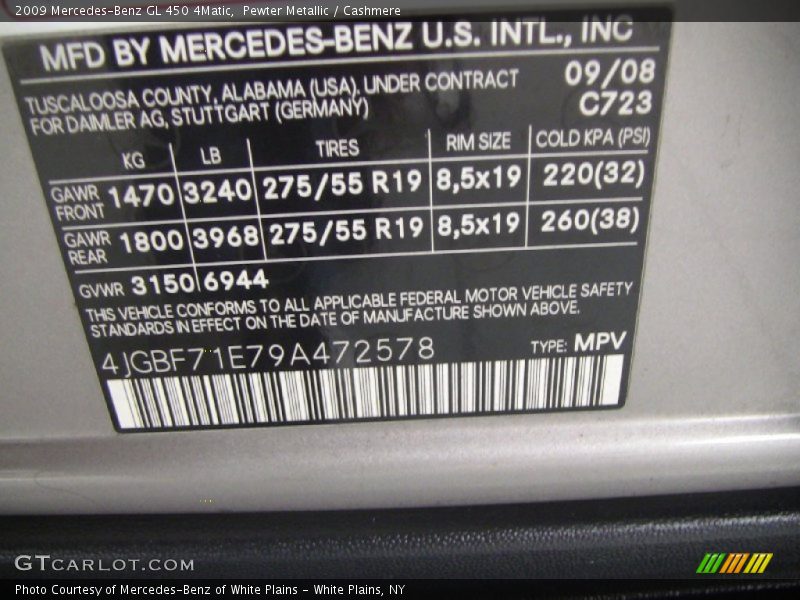 2009 Mercedes-Benz GL 450 4Matic, Pewter Metallic / Cashmere
MFD BY MERCEDES-BENZ U.S. INTL., INC
TUSCALOOSA COUNTY, ALABAMA (USA). UNDER CONTRACT
FOR DAIMLER AG, STUTTGART (GERMANY)
09/08
C723
KG LB TIRES RIM SIZE COLD KPA (PSI)
GAWR FRONT 1470 3240 275/55 R19 8,5x19 220(32)
GAWR REAR 1800 3968 275/55 R19 8,5x19 260(38)
GVWR 3150 6944
THIS VEHICLE CONFORMS TO ALL APPLICABLE FEDERAL MOTOR VEHICLE SAFETY
STANDARDS IN EFFECT ON THE DATE OF MANUFACTURE SHOWN ABOVE.
4JGBF71E79A472578 TYPE: MPV
GTCARLOT.COM
Photo Courtesy of Mercedes-Benz of White Plains - White Plains, NY